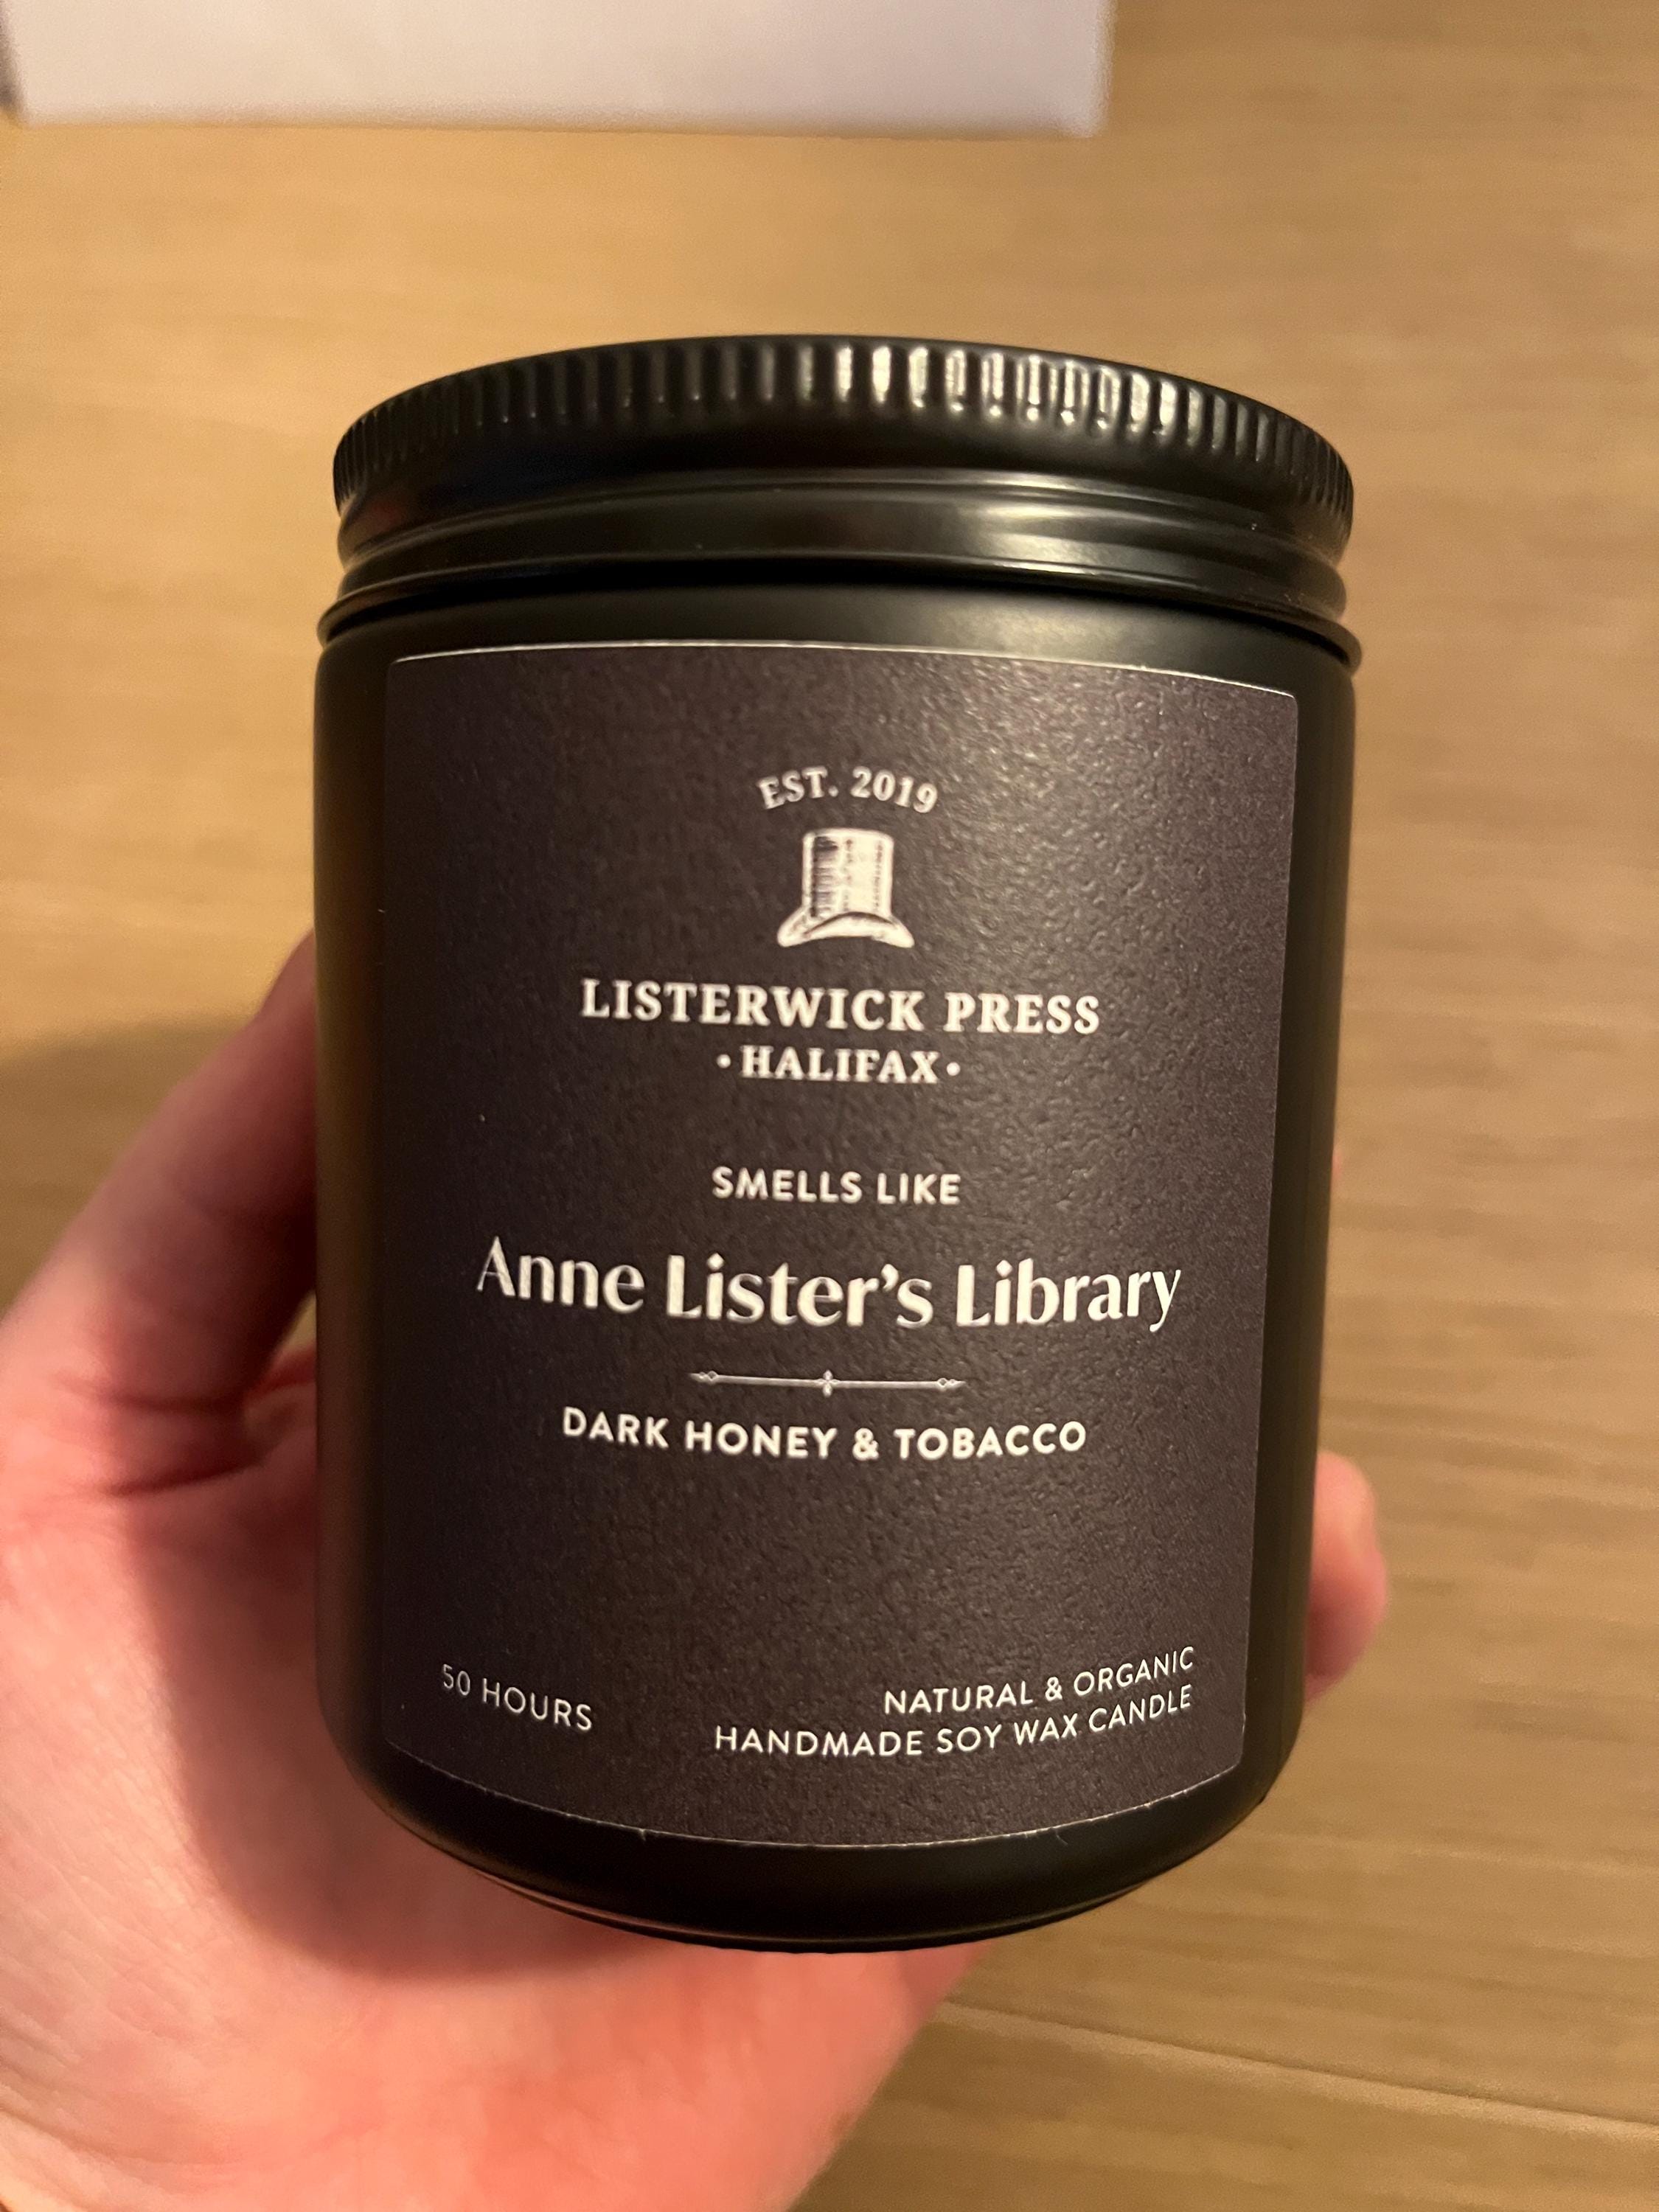 EST. 2019
LISTERWICK PRESS
• HALIFAX •
SMELLS LIKE
Anne Lister's Library
DARK HONEY & TOBACCO
50 HOURS
NATURAL & ORGANIC
HANDMADE SOY WAX CANDLE